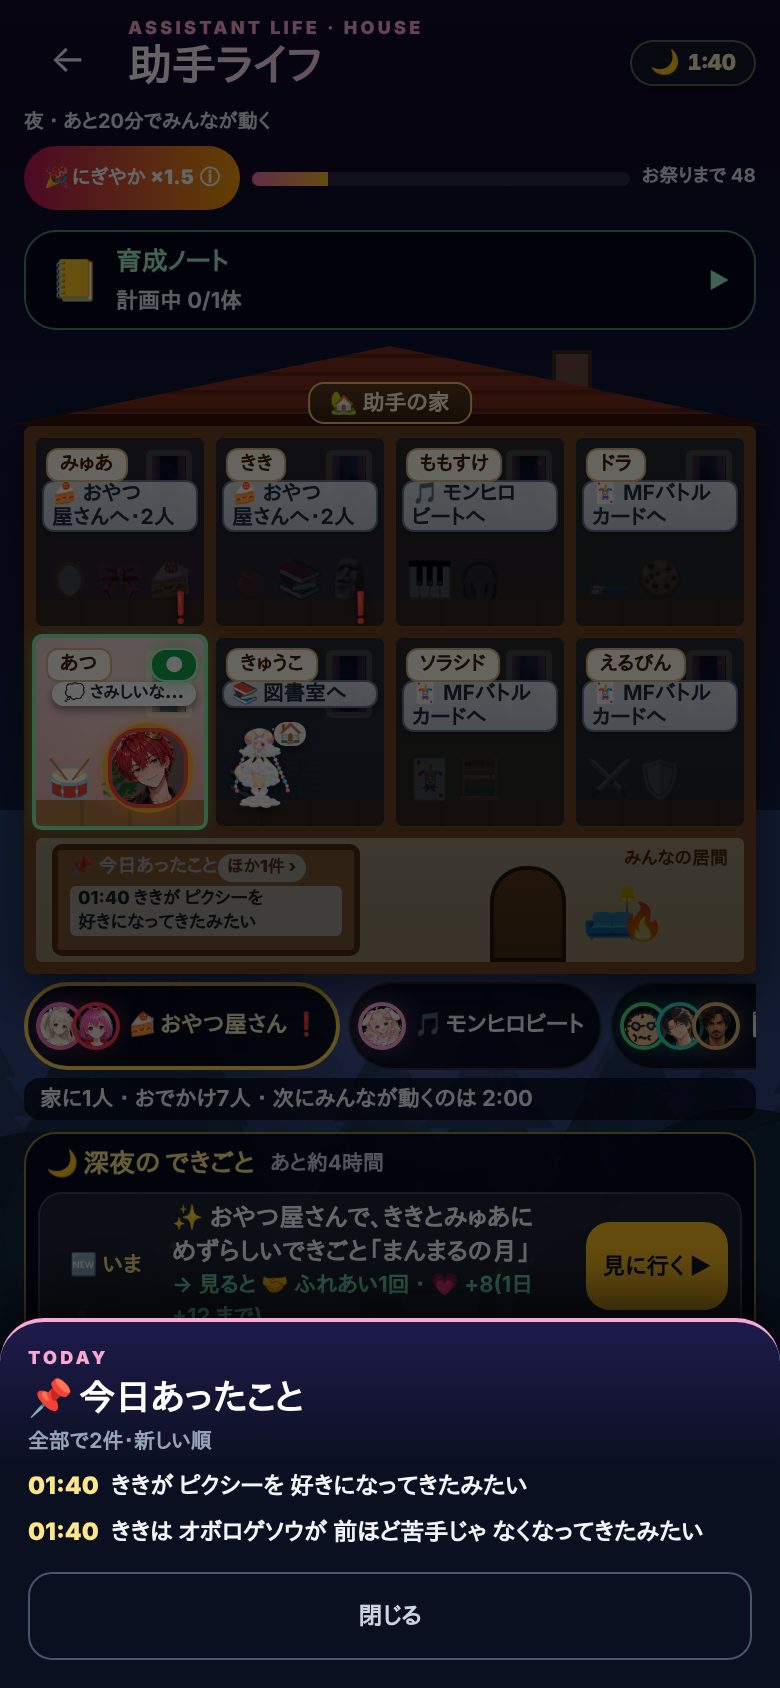 ASSISTANT LIFE · HOUSE
助手ライフ
🌙 1:40
夜・あと20分でみんなが動く
🎉 にぎやか ×1.5 ⓘ
お祭りまで 48
育成ノート
計画中 0/1体
🏡 助手の家
みゅあ
🍰 おやつ
屋さんへ・2人
きき
🍰 おやつ
屋さんへ・2人
ももすけ
🎵 モンヒロ
ビートへ
ドラ
🃏 MFバトル
カードへ
あつ
💭 さみしいな…
きゅうこ
📚 図書室へ
ソラシド
🃏 MFバトル
カードへ
えるびん
🃏 MFバトル
カードへ
📌 今日あったこと
ほか1件 ›
01:40 ききが ピクシーを
好きになってきたみたい
みんなの居間
🍰 おやつ屋さん ❗
🎵 モンヒロビート
家に1人・おでかけ7人・次にみんなが動くのは 2:00
🌙 深夜の できごと あと約4時間
🆕 いま
✨ おやつ屋さんで、ききとみゅあに
めずらしいできごと「まんまるの月」
→ 見ると 🤝 ふれあい1回・💗 +8(1日
+12 まで)
見に行く ▶
TODAY
📌 今日あったこと
全部で2件・新しい順
01:40 ききが ピクシーを 好きになってきたみたい
01:40 ききは オボロゲソウが 前ほど苦手じゃ なくなってきたみたい
閉じる